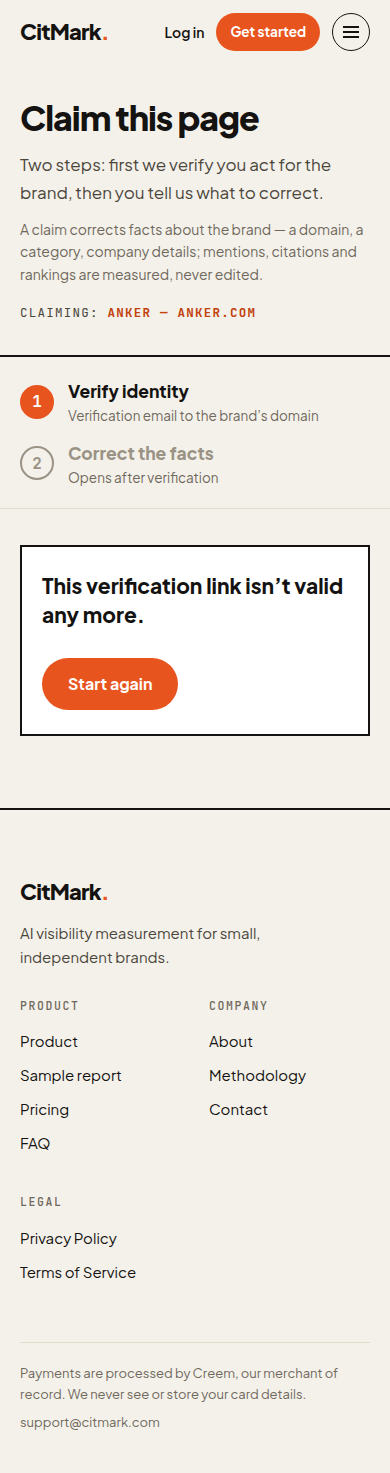 CitMark.
Log in
Get started
Claim this page
Two steps: first we verify you act for the
brand, then you tell us what to correct.
A claim corrects facts about the brand — a domain, a
category, company details; mentions, citations and
rankings are measured, never edited.
CLAIMING: ANKER — ANKER.COM
1
Verify identity
Verification email to the brand's domain
2
Correct the facts
Opens after verification
This verification link isn't valid
any more.
Start again
CitMark.
AI visibility measurement for small,
independent brands.
PRODUCT
Product
Sample report
Pricing
FAQ
COMPANY
About
Methodology
Contact
LEGAL
Privacy Policy
Terms of Service
Payments are processed by Creem, our merchant of
record. We never see or store your card details.
support@citmark.com